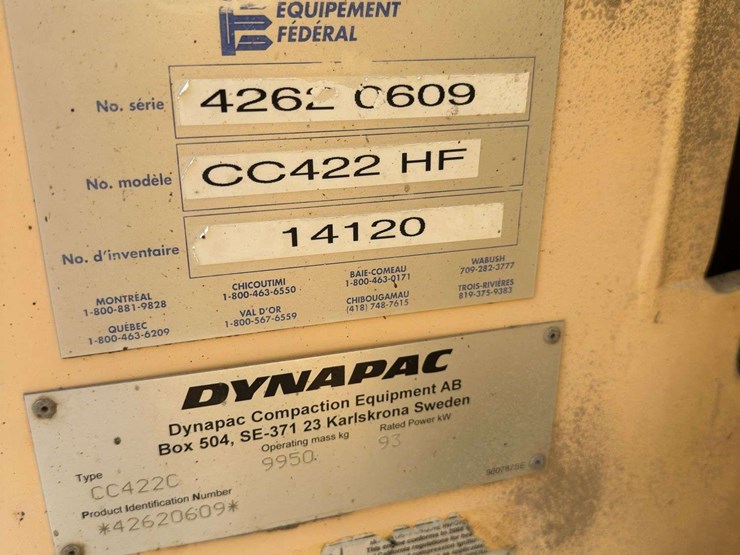 ÉQUIPEMENT
FÉDÉRAL
No. série 4262 0609
No. modèle CC422 HF
No. d'inventaire 14120
MONTRÉAL
1-800-881-9828
CHICOUTIMI
1-800-463-6550
BAIE-COMEAU
1-800-463-0171
WABUSH
709-282-3777
QUÉBEC
1-800-463-6209
VAL D'OR
1-800-567-6559
CHIBOUGAMAU
(418) 748-7615
TROIS-RIVIÈRES
819-375-9383
DYNAPAC
Dynapac Compaction Equipment AB
Box 504, SE-371 23 Karlskrona Sweden
Operating mass kg Rated Power kW
9950 93
Type
CC422C
Product Identification Number
*42620609*